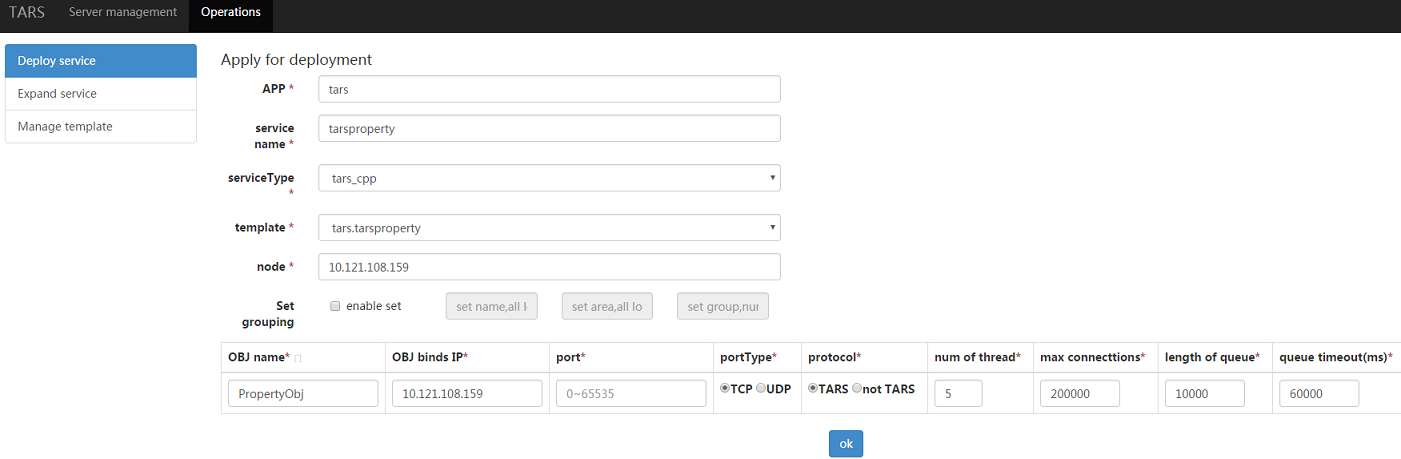 TARS Server management Operations
Deploy service
Expand service
Manage template
Apply for deployment
APP * tars
service name * tarsproperty
serviceType * tars_cpp
template * tars.tarsproperty
node * 10.121.108.159
Set grouping enable set set name,all l set area,all lo set group,nur
OBJ name* OBJ binds IP* port* portType* protocol* num of thread* max connecttions* length of queue* queue timeout(ms)*
PropertyObj 10.121.108.159 0~65535 TCP UDP TARS not TARS 5 200000 10000 60000
ok